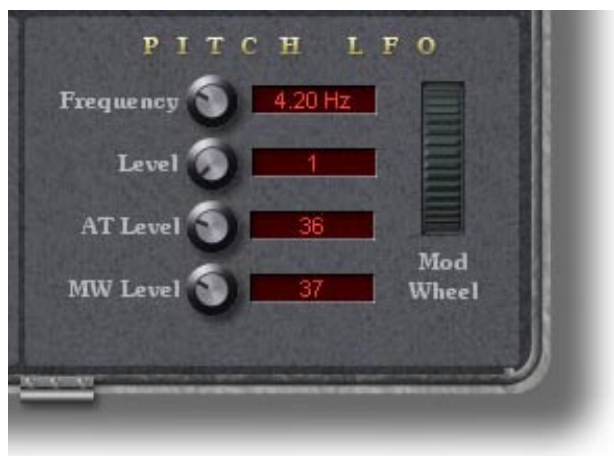 PITCH LFO
Frequency 4.20 Hz
Level 1
AT Level 36
MW Level 37
Mod
Wheel